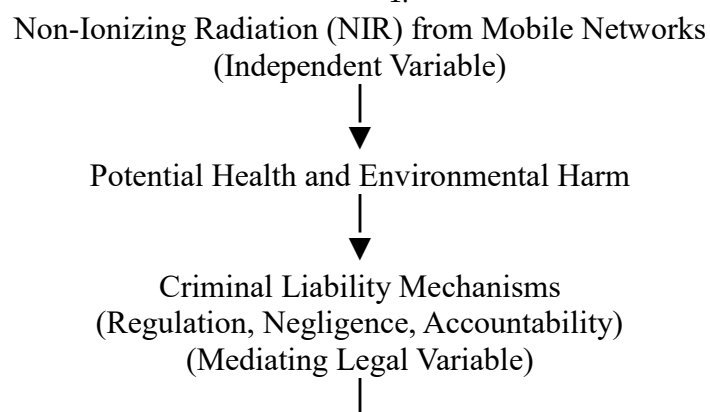 Non-Ionizing Radiation (NIR) from Mobile Networks
(Independent Variable)
Potential Health and Environmental Harm
Criminal Liability Mechanisms
(Regulation, Negligence, Accountability)
(Mediating Legal Variable)